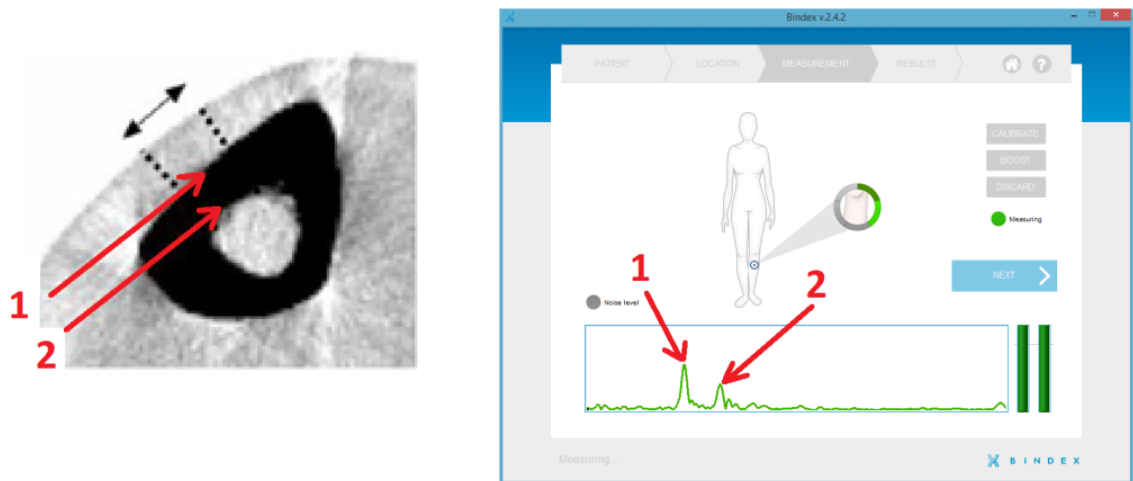 Bindex v.2.4.2
PATIENT
LOCATION
MEASUREMENT
RESULTS
?
CALIBRATE
BOOST
DISCARD
Measuring
NEXT
1
2
Noise level
1
2
Measuring...
BINDEX